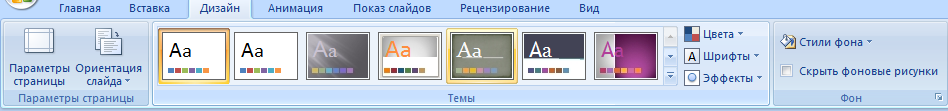 Главная Вставка Дизайн Анимация Показ слайдов Рецензирование Вид
Параметры страницы
Ориентация слайда
Параметры страницы
Aa Aa Aa Aa Aa Aa Aa
Темы
Цвета
Шрифты
Эффекты
Стили фона
Скрыть фоновые рисунки
Фон